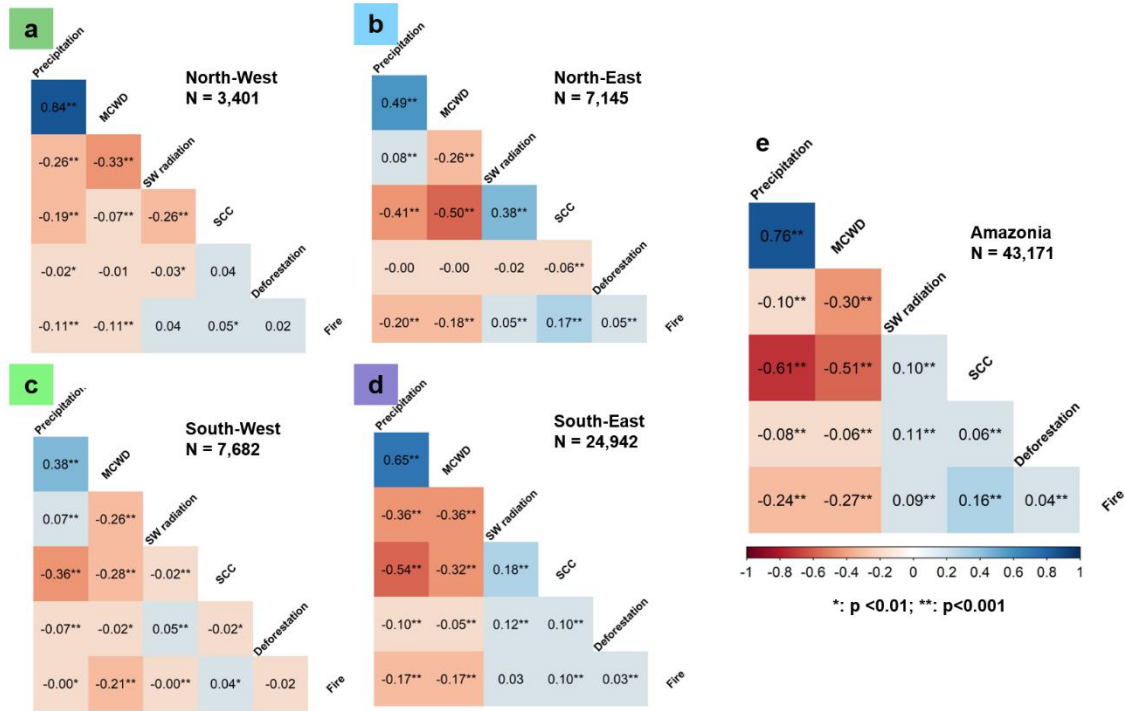 a
Precipitation
North-West
N = 3,401
0.84**
MCWD
-0.26** -0.33**
SW radiation
-0.19** -0.07** -0.26**
SCC
-0.02* -0.01 -0.03* 0.04
Deforestation
-0.11** -0.11** 0.04 0.05* 0.02
Fire
b
Precipitation
North-East
N = 7,145
0.49**
MCWD
0.08** -0.26**
SW radiation
-0.41** -0.50** 0.38**
SCC
-0.00 -0.00 -0.02 -0.06**
Deforestation
-0.20** -0.18** 0.05** 0.17** 0.05**
Fire
c
Precipitation
South-West
N = 7,682
0.38**
MCWD
0.07** -0.26**
SW radiation
-0.36** -0.28** -0.02**
SCC
-0.07** -0.02* 0.05** -0.02*
Deforestation
-0.00* -0.21** -0.00** 0.04* -0.02
Fire
d
Precipitation
South-East
N = 24,942
0.65**
MCWD
-0.36** -0.36**
SW radiation
-0.54** -0.32** 0.18**
SCC
-0.10** -0.05** 0.12** 0.10**
Deforestation
-0.17** -0.17** 0.03 0.10** 0.03**
Fire
e
Precipitation
Amazonia
N = 43,171
0.76**
MCWD
-0.10** -0.30**
SW radiation
-0.61** -0.51** 0.10**
SCC
-0.08** -0.06** 0.11** 0.06**
Deforestation
-0.24** -0.27** 0.09** 0.16** 0.04**
Fire
-1 -0.8 -0.6 -0.4 -0.2 0 0.2 0.4 0.6 0.8 1
*: p <0.01; **: p<0.001